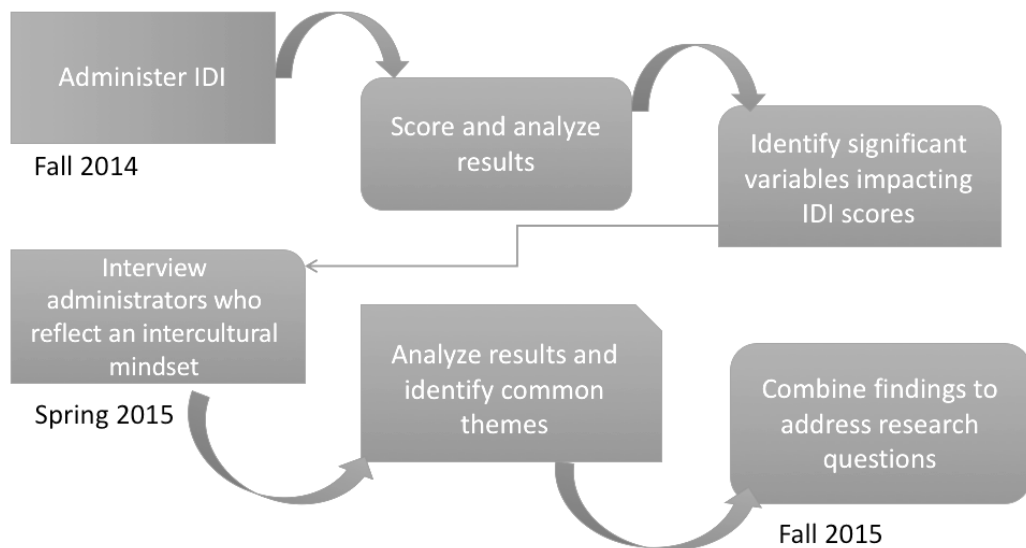 Administer IDI
Fall 2014
Score and analyze
results
Identify significant
variables impacting
IDI scores
Interview
administrators who
reflect an intercultural
mindset
Spring 2015
Analyze results and
identify common
themes
Combine findings to
address research
questions
Fall 2015